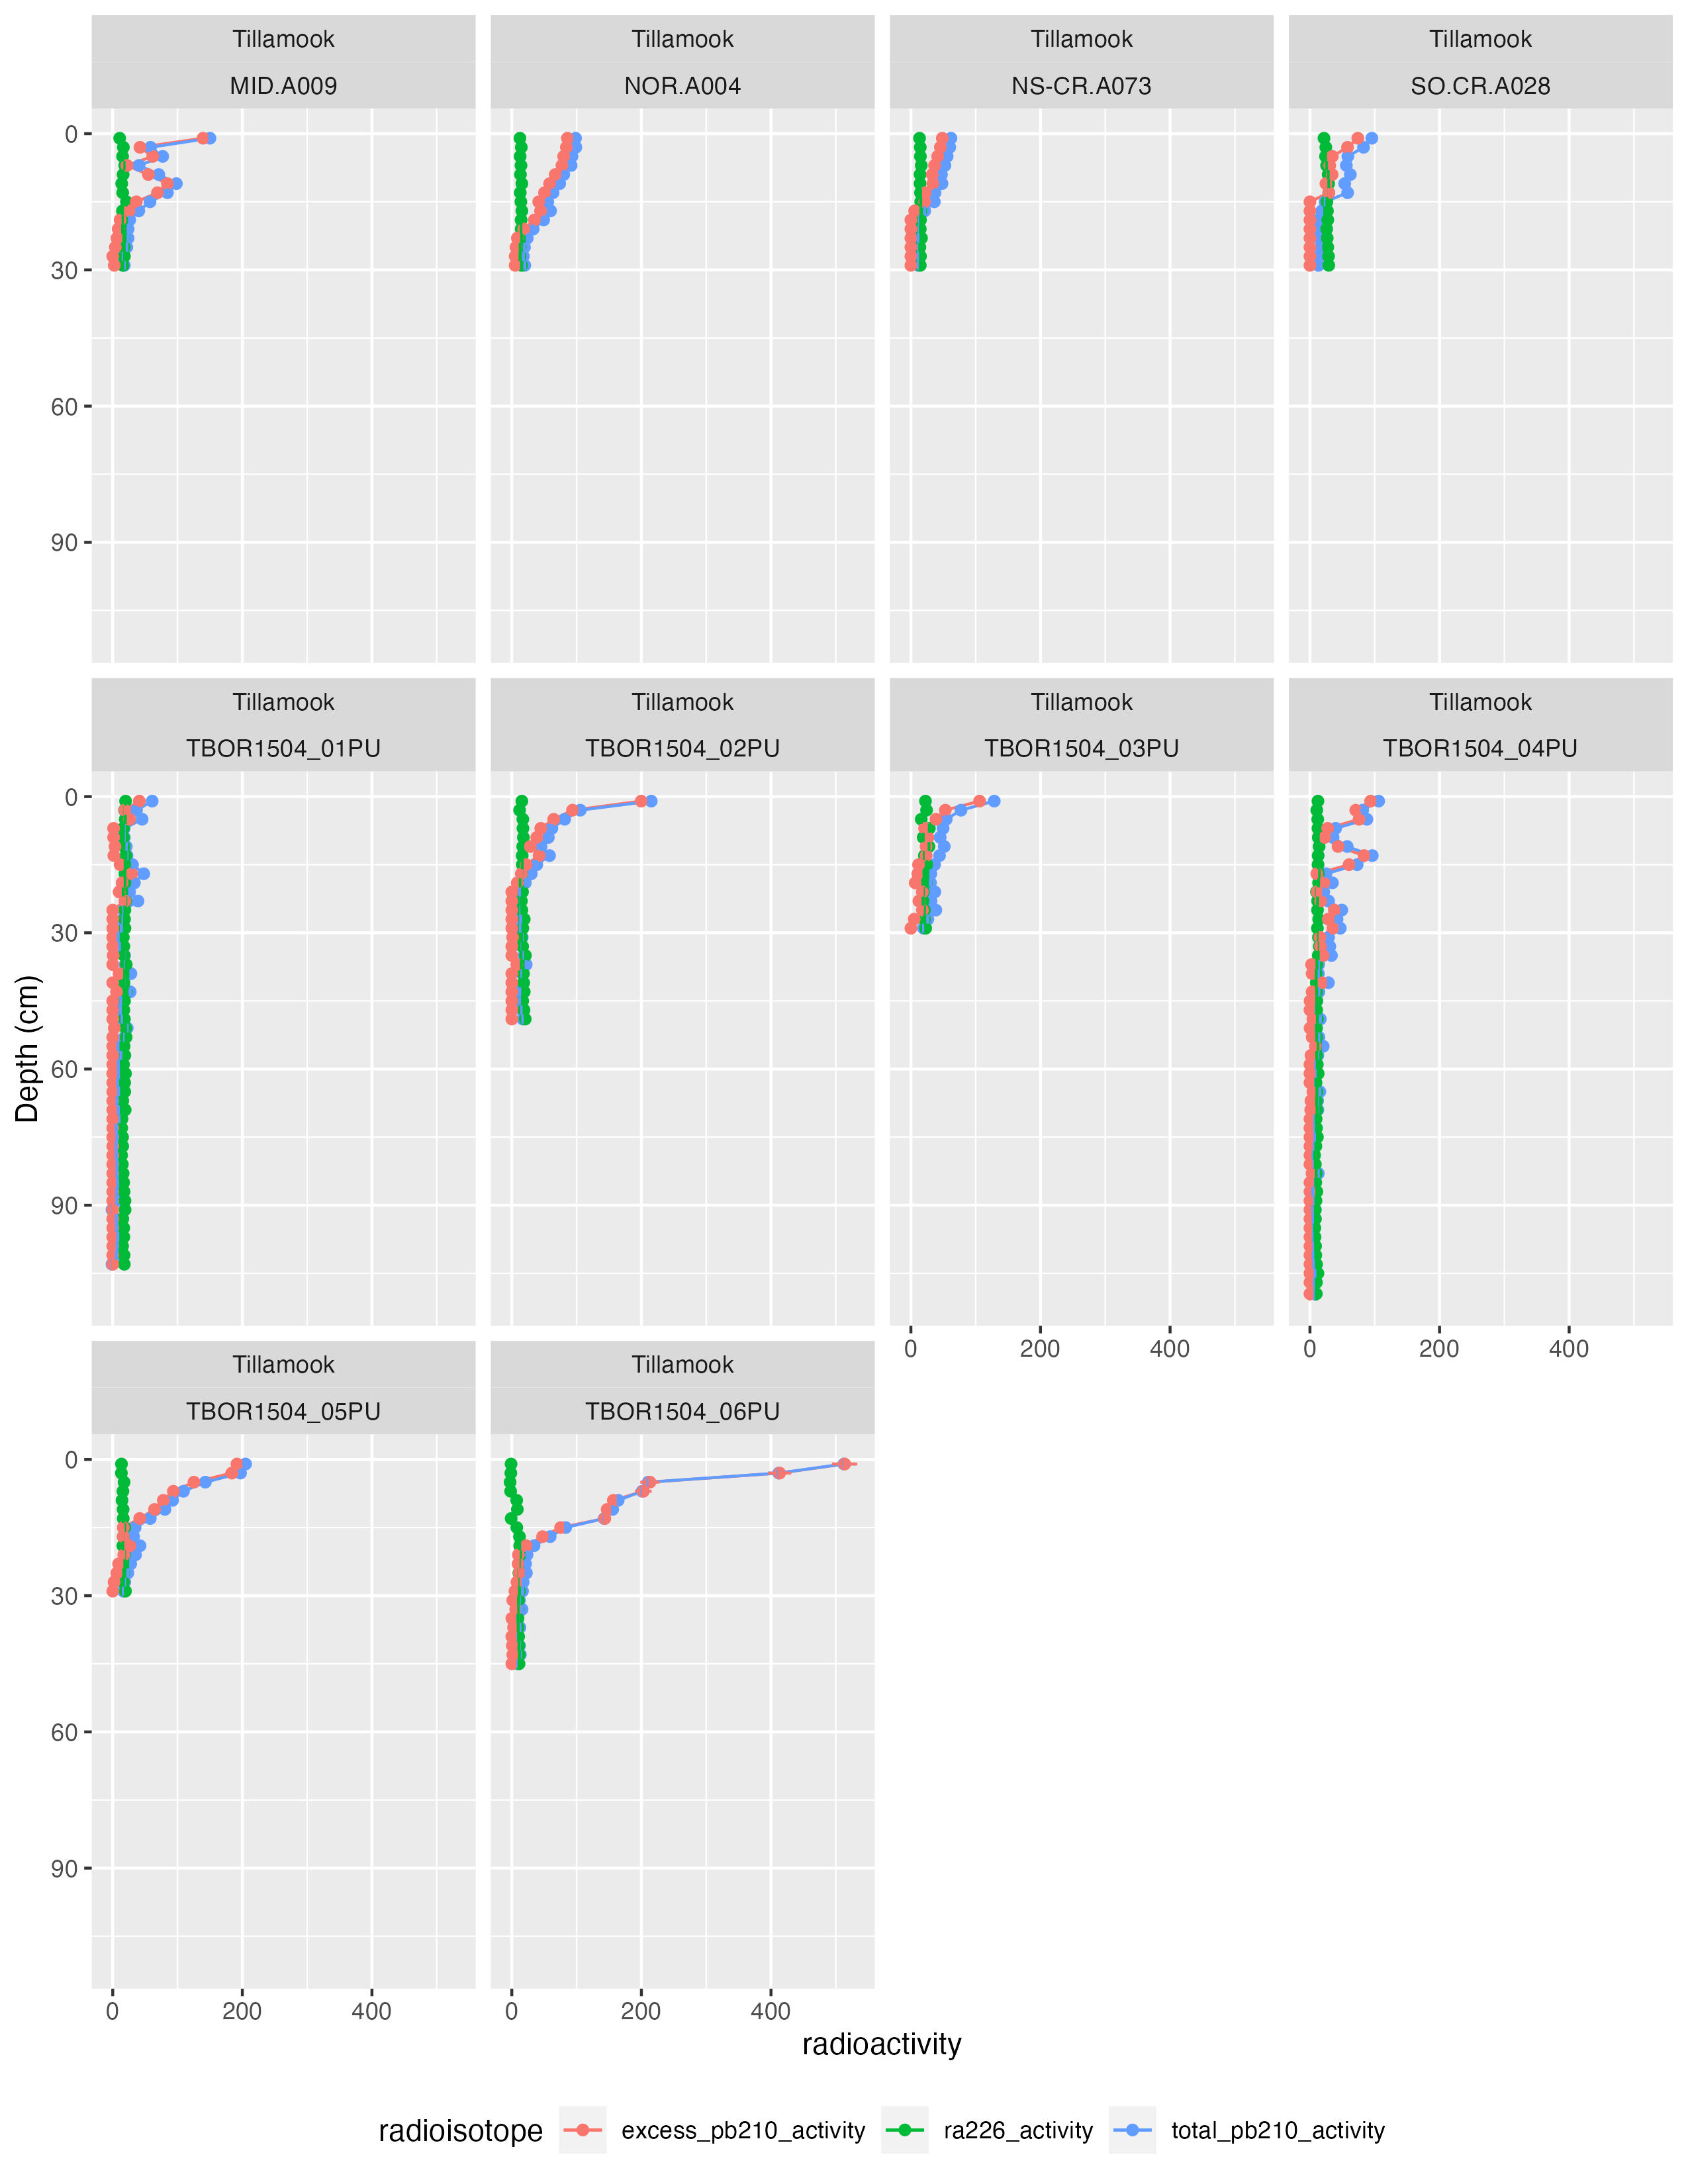 Tillamook Tillamook Tillamook Tillamook
MID.A009 NOR.A004 NS-CR.A073 SO.CR.A028
0
30
60
90
Tillamook Tillamook Tillamook Tillamook
TBOR1504_01PU TBOR1504_02PU TBOR1504_03PU TBOR1504_04PU
0
30
60
90
Depth (cm)
0 200 400 0 200 400
Tillamook Tillamook
TBOR1504_05PU TBOR1504_06PU
0
30
60
90
0 200 400 0 200 400
radioactivity
radioisotope excess_pb210_activity ra226_activity total_pb210_activity